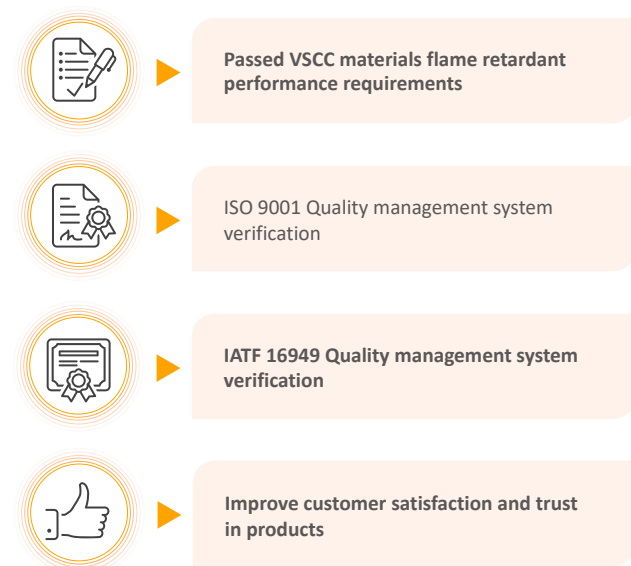 Passed VSCC materials flame retardant
performance requirements
ISO 9001 Quality management system
verification
IATF 16949 Quality management system
verification
Improve customer satisfaction and trust
in products